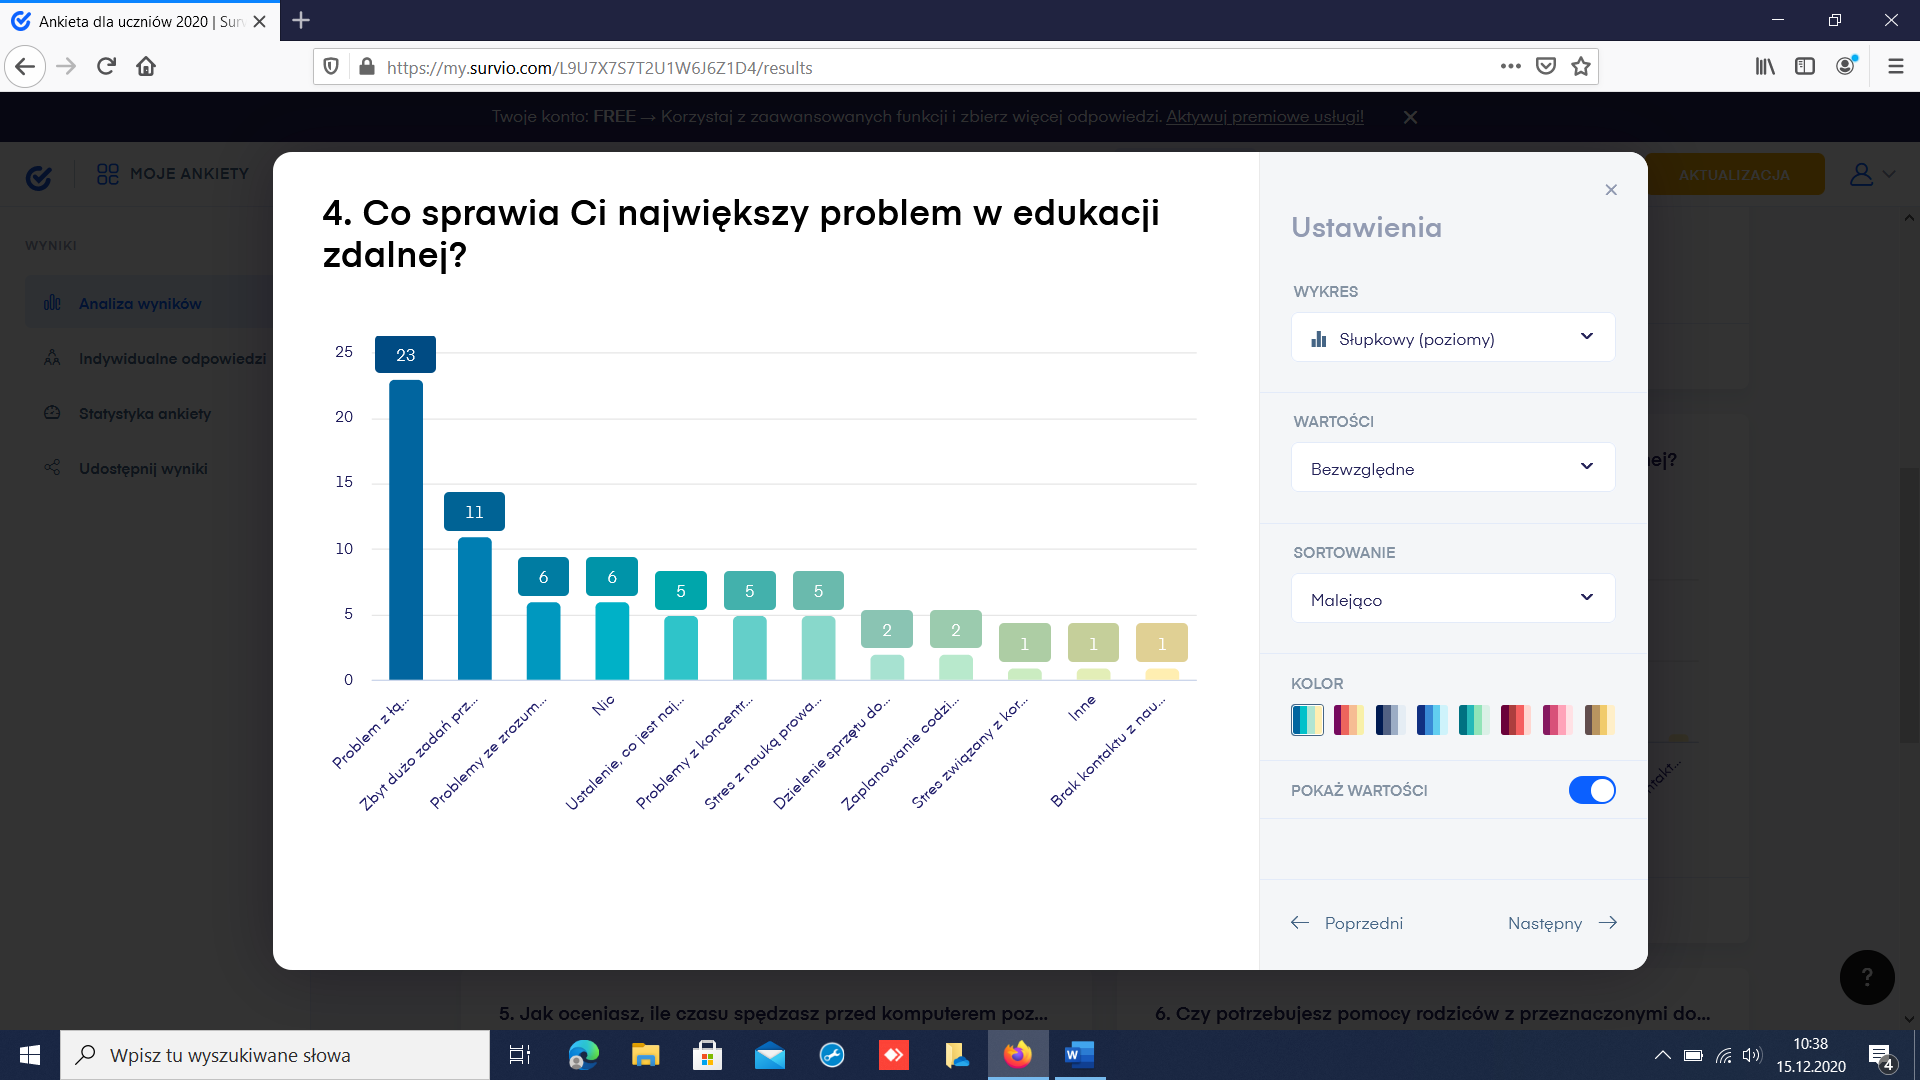 Ankieta dla uczniów 2020 | Surv
https://my.survio.com/L9U7X7S7T2U1W6J6Z1D4/results
Twoje konto: FREE → Korzystaj z zaawansowanych funkcji i zbierz więcej odpowiedzi. Aktywuj premiowe usługi!
MOJE ANKIETY
AKTUALIZACJA
WYNIKI
Analiza wyników
Indywidualne odpowiedzi
Statystyka ankiety
Udostępnij wyniki
4. Co sprawia Ci największy problem w edukacji
zdalnej?
25
20
15
10
5
0
23
11
6
6
5
5
5
2
2
1
1
1
Problem z łą...
Zbyt dużo zadań prz...
Problemy ze zrozum...
Nic
Ustalenie, co jest naj...
Problemy z koncentr...
Stres z nauką prowa...
Dzielenie sprzętu do...
Zaplanowanie codzi...
Stres związany z kor...
Inne
Brak kontaktu z nau...
Ustawienia
WYKRES
Słupkowy (poziomy)
WARTOŚCI
Bezwzględne
SORTOWANIE
Malejąco
KOLOR
POKAŻ WARTOŚCI
Poprzedni
Następny
ej?
ntakt...
?
5. Jak oceniasz, ile czasu spędzasz przed komputerem poz...
6. Czy potrzebujesz pomocy rodziców z przeznaczonymi do...
Wpisz tu wyszukiwane słowa
10:38
15.12.2020
4